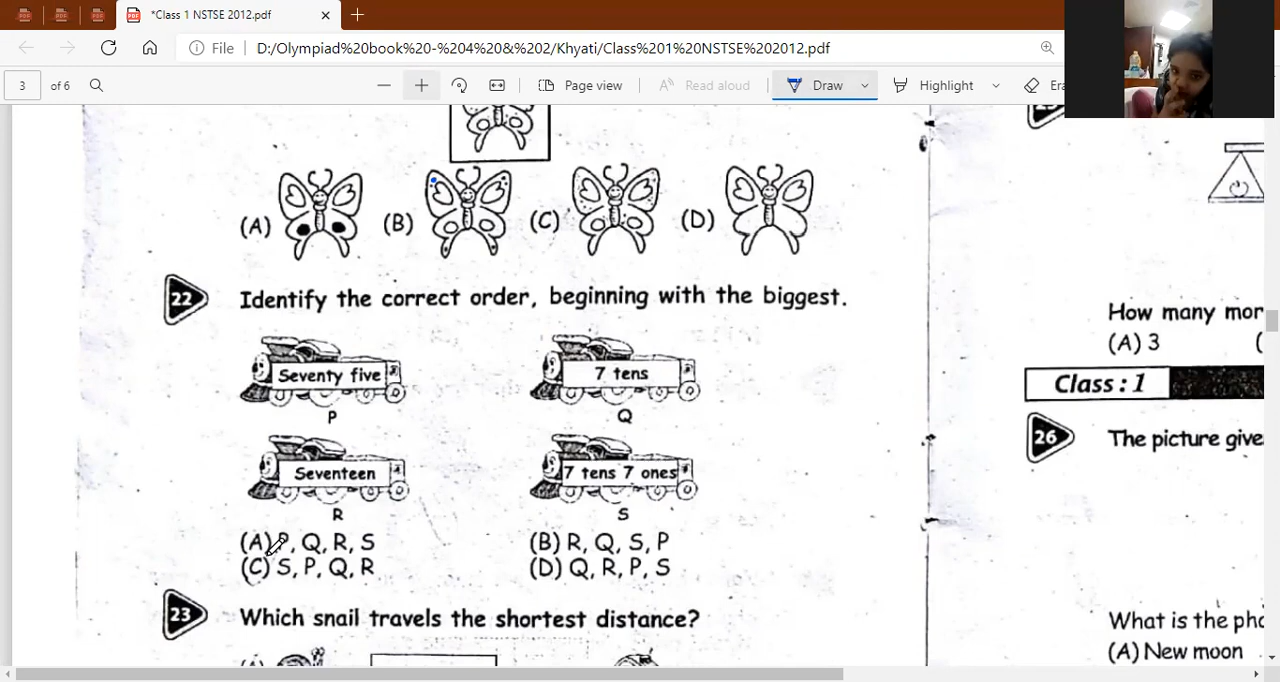 *Class 1 NSTSE 2012.pdf
File D:/Olympiad%20book%20-%204%20&%202/Khyati/Class%201%20NSTSE%202012.pdf
3 of 6 Page view Read aloud Draw Highlight
(A) (B) (C) (D)
22 Identify the correct order, beginning with the biggest.
Seventy five 7 tens
P Q
Seventeen 7 tens 7 ones
R S
(A) P, Q, R, S (B) R, Q, S, P
(C) S, P, Q, R (D) Q, R, P, S
23 Which snail travels the shortest distance?
How many
(A) 3
Class : 1
26 The picture
What is the
(A) New moon